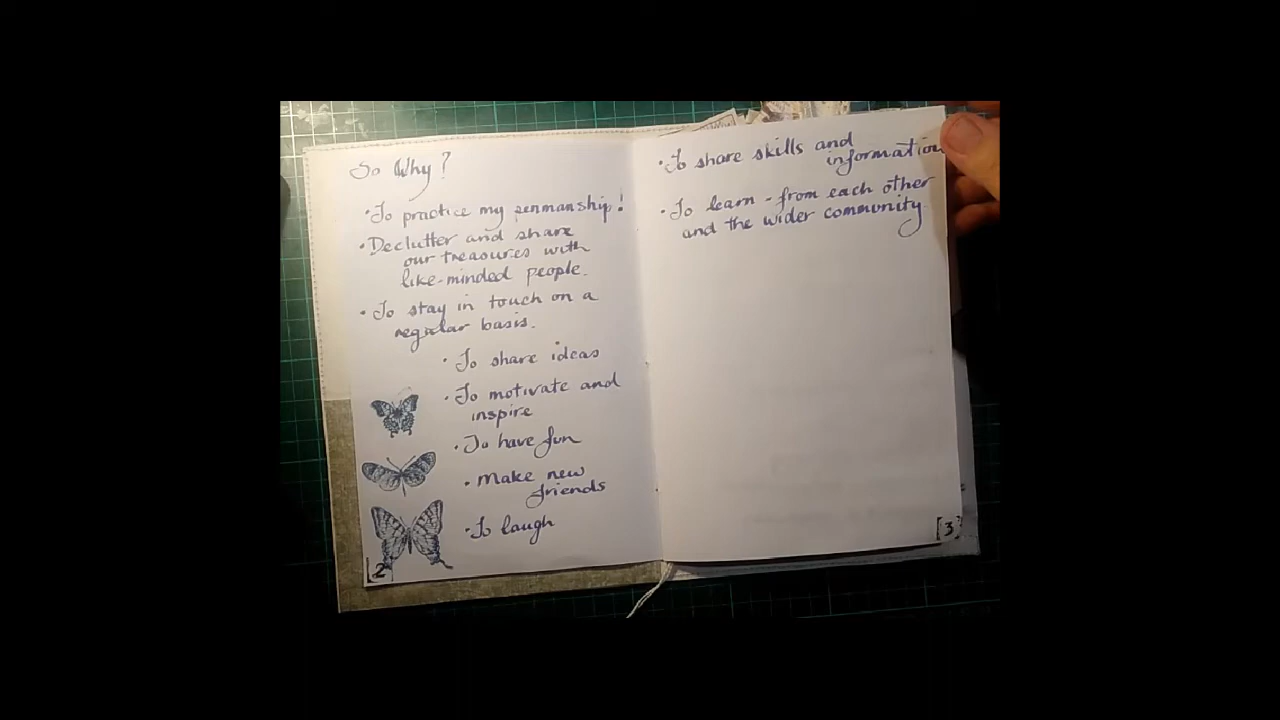 So Why?
• To practice my penmanship!
• Declutter and share
our treasures with
like-minded people.
• To stay in touch on a
regular basis.
• To share ideas
• To motivate and
inspire
• To have fun
• Make new
friends
• To laugh
[2]
• To share skills and
information
• To learn - from each other
and the wider community.
[3]